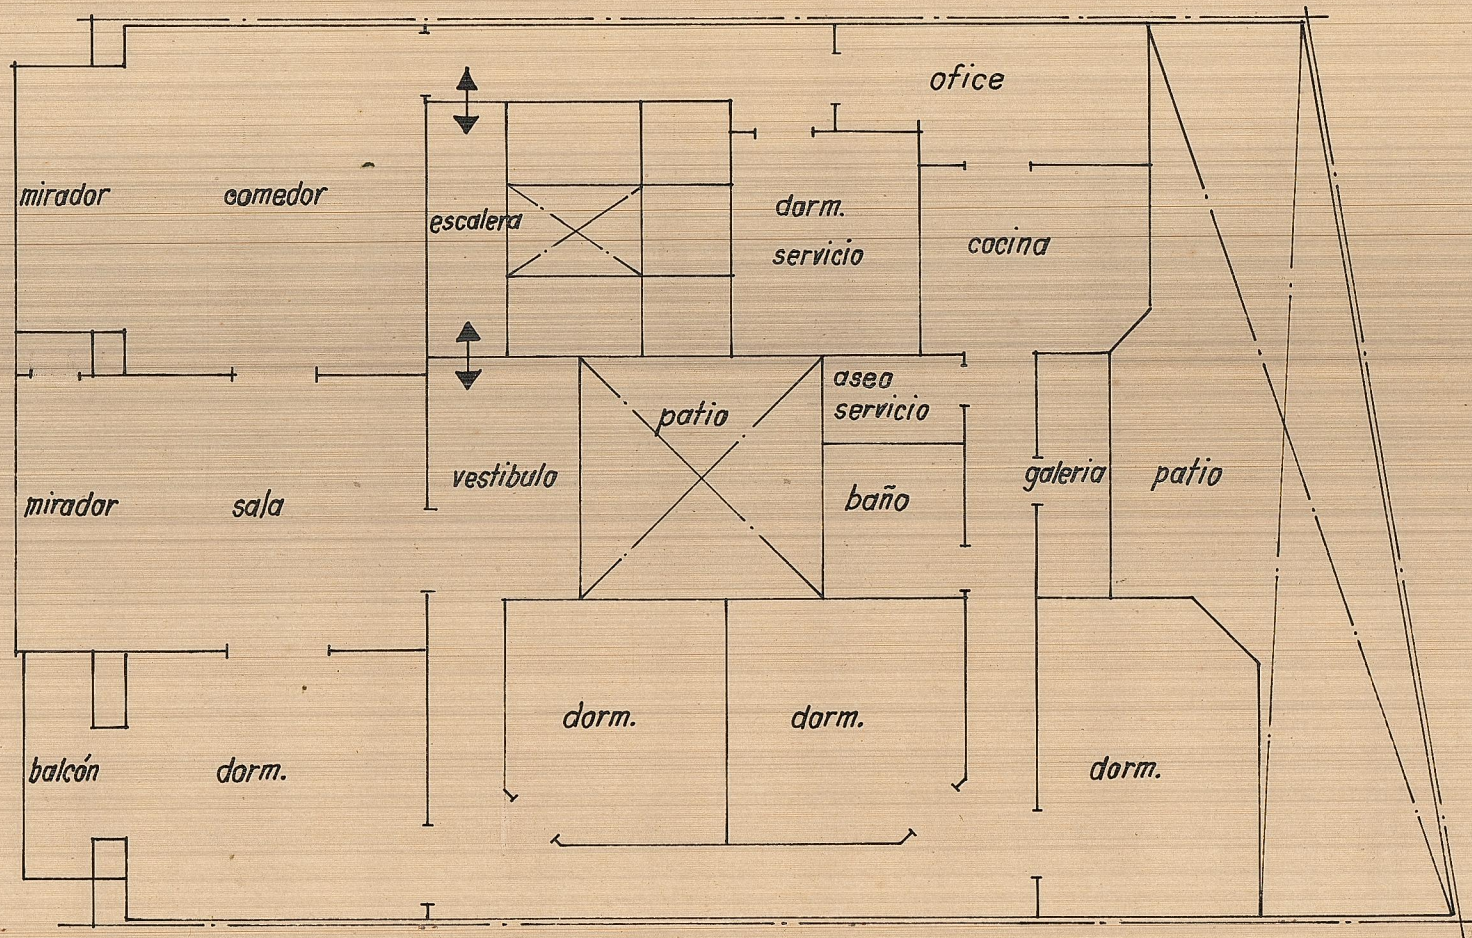 ofice
mirador
comedor
escalera
dorm.
servicio
cocina
aseo
servicio
patio
vestibulo
baño
galeria
patio
mirador
sala
dorm.
dorm.
balcón
dorm.
dorm.